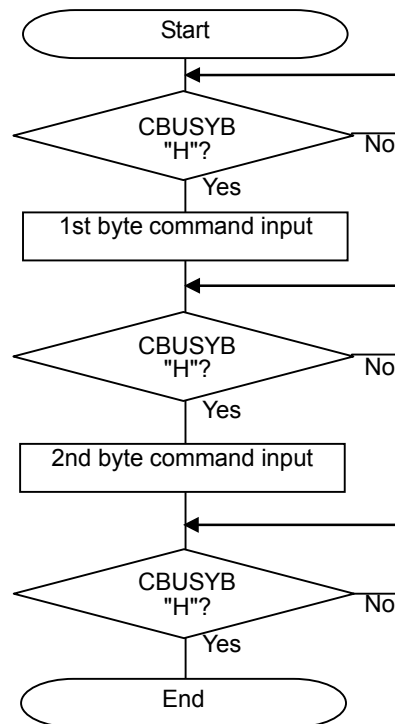 Start
CBUSYB
"H"?
No
Yes
1st byte command input
CBUSYB
"H"?
No
Yes
2nd byte command input
CBUSYB
"H"?
No
Yes
End